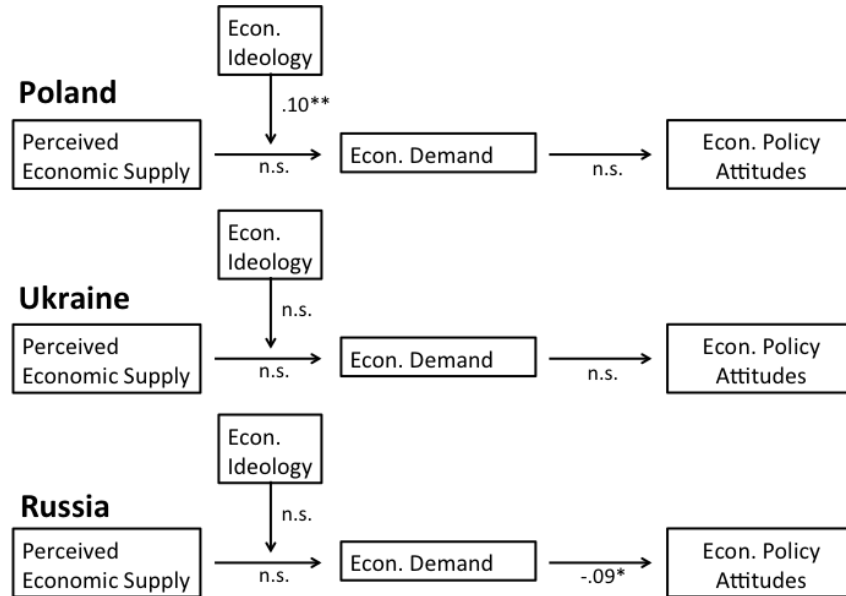 Econ.
Ideology
Poland
.10**
Perceived
Economic Supply
n.s.
Econ. Demand
n.s.
Econ. Policy
Attitudes
Econ.
Ideology
Ukraine
n.s.
Perceived
Economic Supply
n.s.
Econ. Demand
n.s.
Econ. Policy
Attitudes
Econ.
Ideology
Russia
n.s.
Perceived
Economic Supply
n.s.
Econ. Demand
-.09*
Econ. Policy
Attitudes